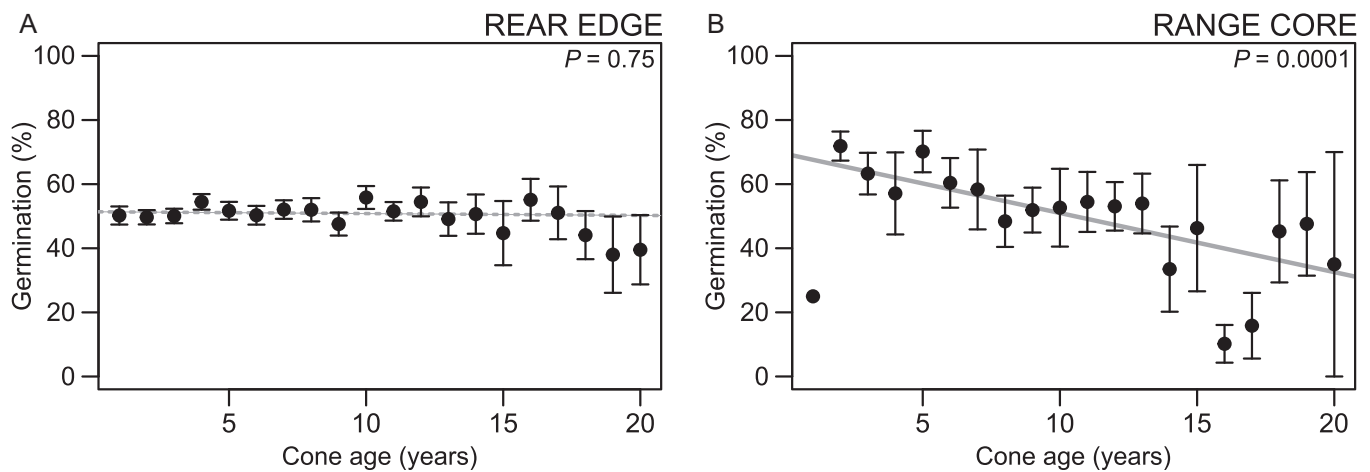 A
REAR EDGE
P = 0.75
100
80
60
40
20
0
Germination (%)
5
10
15
20
Cone age (years)
B
RANGE CORE
P = 0.0001
100
80
60
40
20
0
Germination (%)
5
10
15
20
Cone age (years)